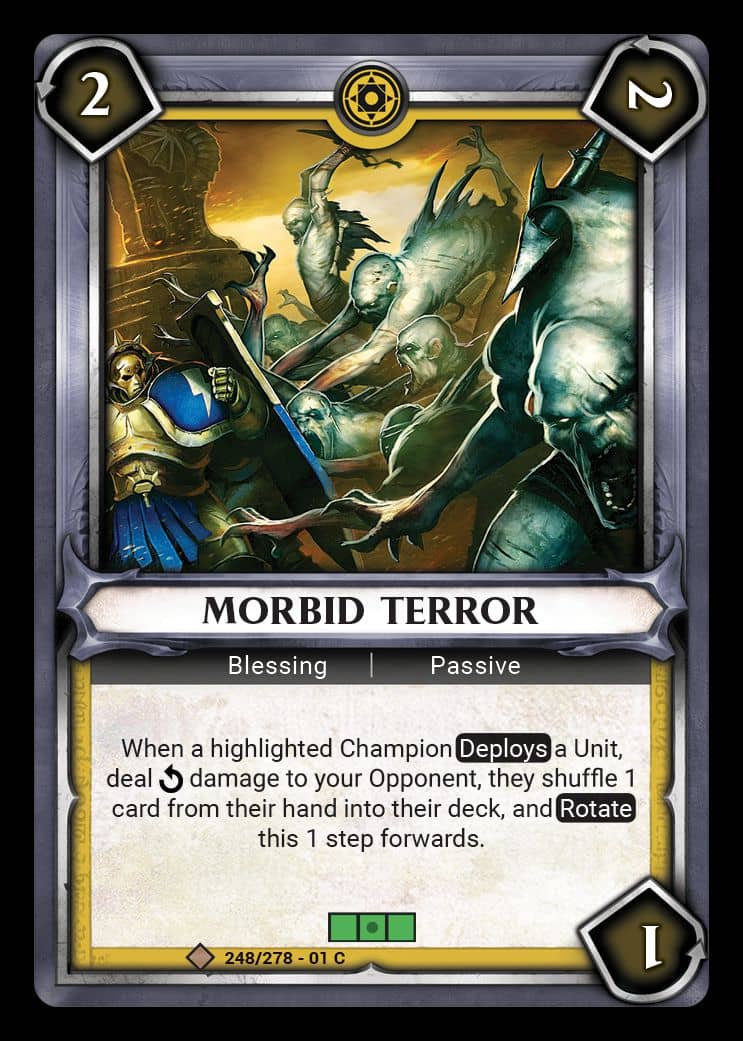 2
2
MORBID TERROR
Blessing | Passive
When a highlighted Champion Deploys a Unit,
deal damage to your Opponent, they shuffle 1
card from their hand into their deck, and Rotate
this 1 step forwards.
248/278 - 01 C
1